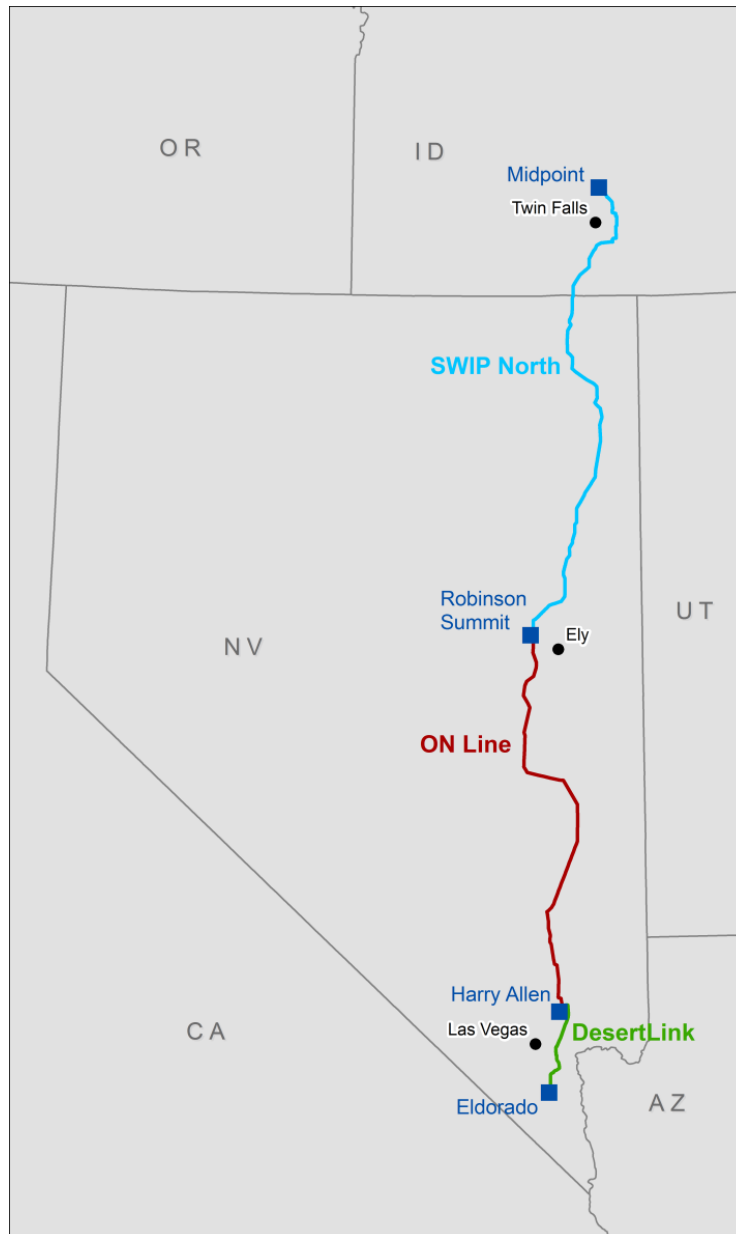 OR
ID
Midpoint
Twin Falls
SWIP North
Robinson
Summit
Ely
UT
NV
ON Line
Harry Allen
Las Vegas
DesertLink
CA
Eldorado
AZ